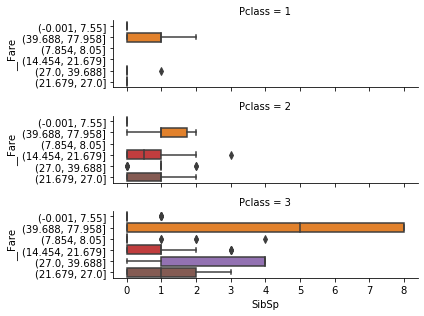 Pclass = 1
_Fare
(-0.001, 7.55]
(39.688, 77.958]
(7.854, 8.05]
(14.454, 21.679]
(27.0, 39.688]
(21.679, 27.0]
Pclass = 2
_Fare
(-0.001, 7.55]
(39.688, 77.958]
(7.854, 8.05]
(14.454, 21.679]
(27.0, 39.688]
(21.679, 27.0]
Pclass = 3
_Fare
(-0.001, 7.55]
(39.688, 77.958]
(7.854, 8.05]
(14.454, 21.679]
(27.0, 39.688]
(21.679, 27.0]
0 1 2 3 4 5 6 7 8
SibSp